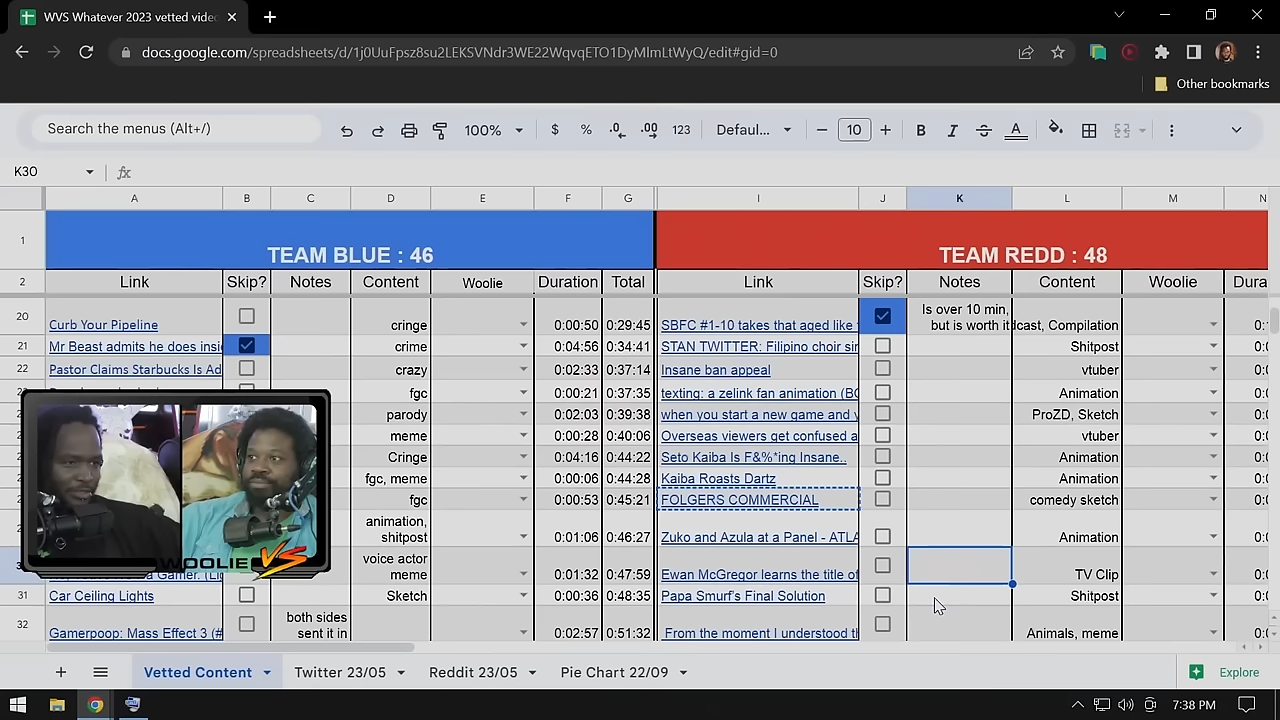 WVS Whatever 2023 vetted video
docs.google.com/spreadsheets/d/1j0UuFpsz8su2LEKSVNdr3WE22WqvqETO1DyMlmLtWyQ/edit#gid=0
Other bookmarks
Search the menus (Alt+/)
100%
$ % .0 .00 123
Defaul...
10
B I A
K30
fx
A B C D E F G I J K L M N
1 TEAM BLUE : 46 TEAM REDD : 48
2 Link Skip? Notes Content Woolie Duration Total Link Skip? Notes Content Woolie Dura
Is over 10 min,
20 Curb Your Pipeline cringe 0:00:50 0:29:45 SBFC #1-10 takes that aged like but is worth it dcast, Compilation
21 Mr Beast admits he does insi crime 0:04:56 0:34:41 STAN TWITTER: Filipino choir sin Shitpost
22 Pastor Claims Starbucks Is Ad crazy 0:02:33 0:37:14 Insane ban appeal vtuber
fgc 0:00:21 0:37:35 texting: a zelink fan animation (BO Animation
parody 0:02:03 0:39:38 when you start a new game and y ProZD, Sketch
meme 0:00:28 0:40:06 Overseas viewers get confused a vtuber
Cringe 0:04:16 0:44:22 Seto Kaiba Is F&%*ing Insane.. Animation
fgc, meme 0:00:06 0:44:28 Kaiba Roasts Dartz Animation
fgc 0:00:53 0:45:21 FOLGERS COMMERCIAL comedy sketch
animation,
shitpost 0:01:06 0:46:27 Zuko and Azula at a Panel - ATLA Animation
voice actor
meme 0:01:32 0:47:59 Ewan McGregor learns the title of TV Clip
31 Car Ceiling Lights Sketch 0:00:36 0:48:35 Papa Smurf's Final Solution Shitpost
both sides
32 Gamerpoop: Mass Effect 3 (# sent it in 0:02:57 0:51:32 From the moment I understood th Animals, meme
WOOLIE VS
Vetted Content Twitter 23/05 Reddit 23/05 Pie Chart 22/09 Explore
7:38 PM